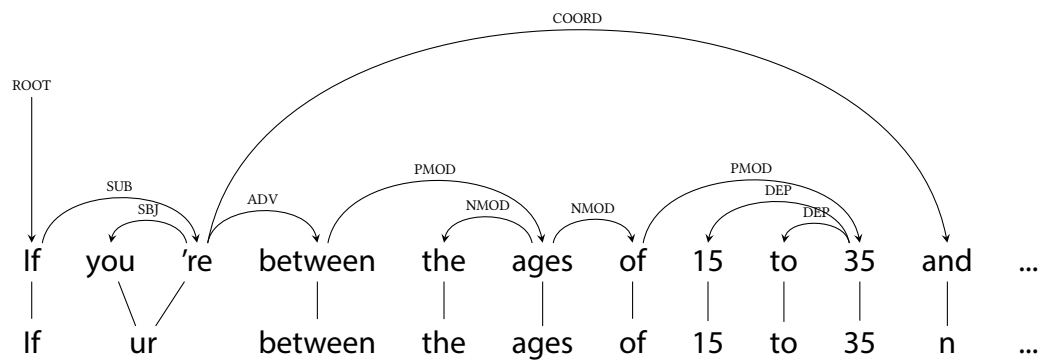 COORD
ROOT
PMOD PMOD
SUB DEP
ADV
SBJ NMOD NMOD DEP
If you 're between the ages of 15 to 35 and ...
If ur between the ages of 15 to 35 n ...